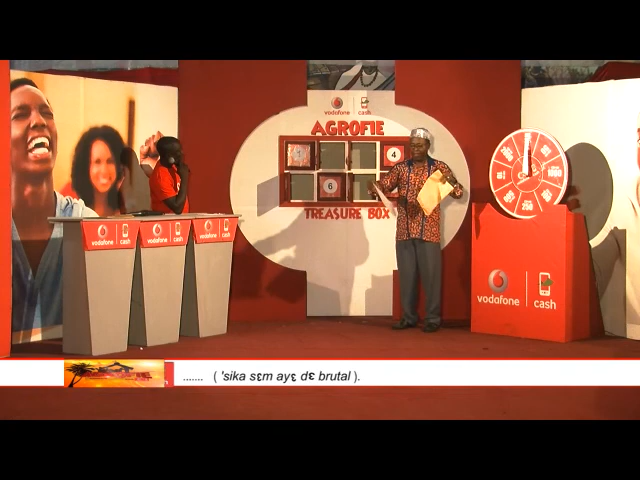 vodafone cash
AGROFIE
4
6
TREASURE BOX
vodafone cash
vodafone cash
vodafone cash
vodafone cash
....... ( 'sika sɛm ayɛ dɛ brutal ).